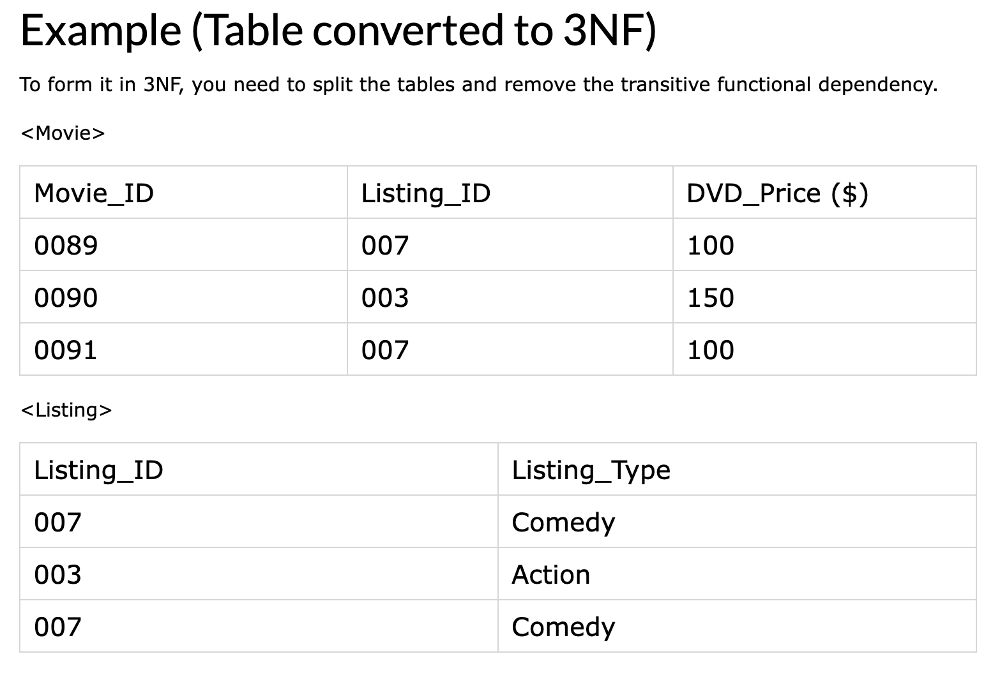 Example (Table converted to 3NF)
To form it in 3NF, you need to split the tables and remove the transitive functional dependency.
<Movie>
Movie_ID Listing_ID DVD_Price ($)
0089 007 100
0090 003 150
0091 007 100
<Listing>
Listing_ID Listing_Type
007 Comedy
003 Action
007 Comedy